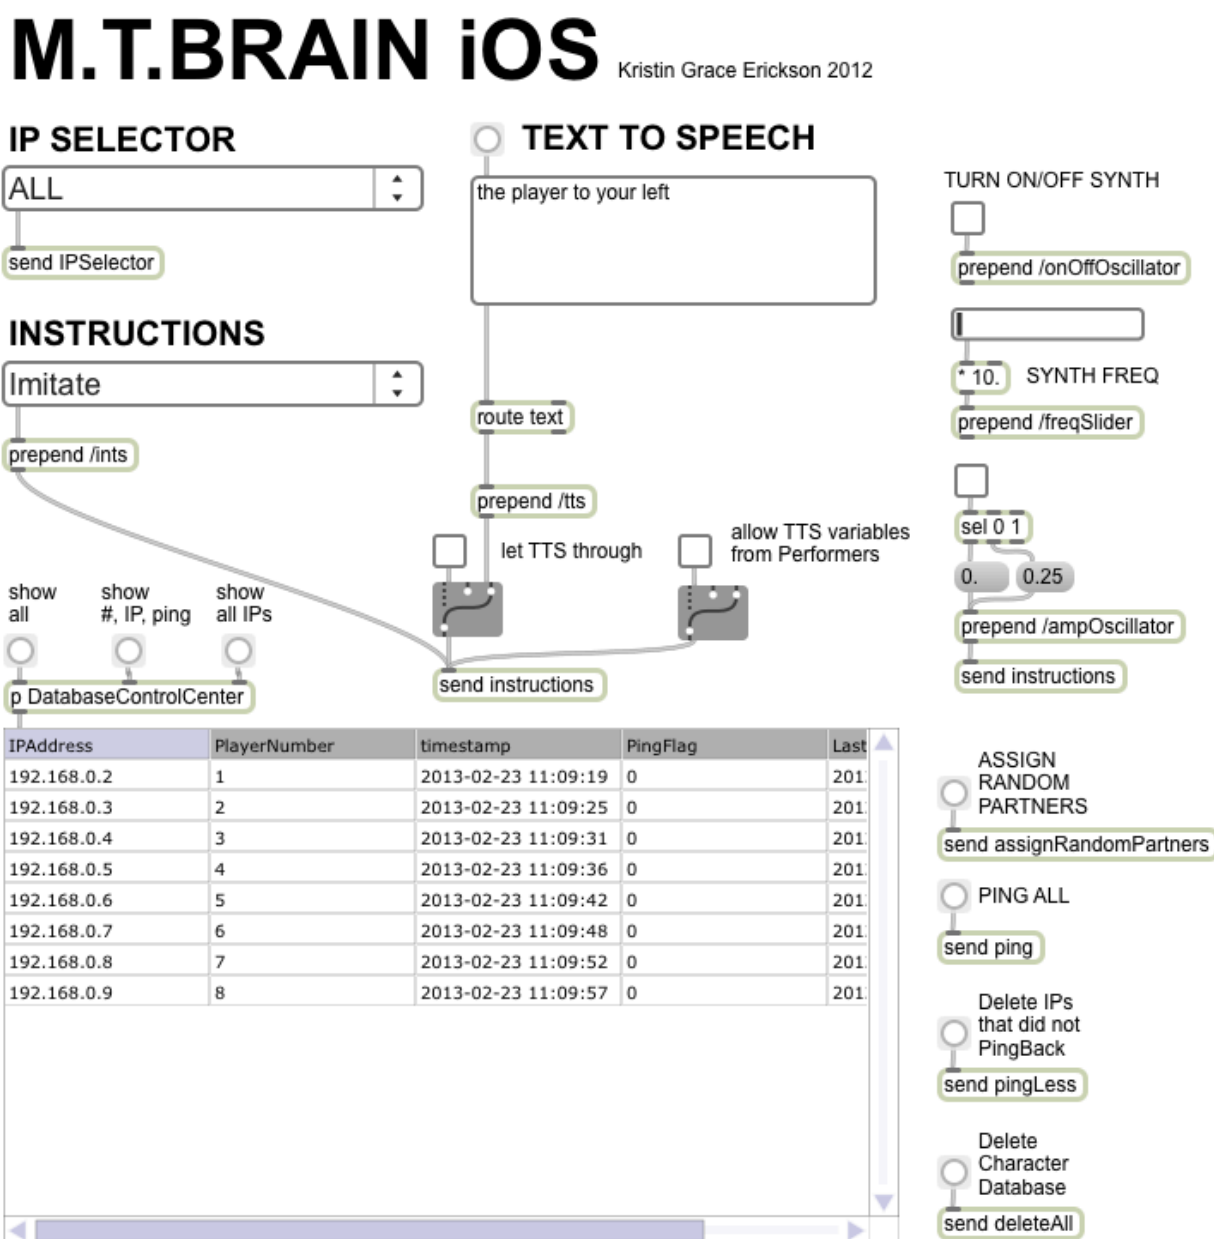 M.T.BRAIN iOS Kristin Grace Erickson 2012
IP SELECTOR
ALL
send IPSelector
INSTRUCTIONS
Imitate
prepend /ints
TEXT TO SPEECH
the player to your left
route text
prepend /tts
let TTS through
allow TTS variables
from Performers
send instructions
show
all
show
#, IP, ping
show
all IPs
p DatabaseControlCenter
TURN ON/OFF SYNTH
prepend /onOffOscillator
* 10. SYNTH FREQ
prepend /freqSlider
sel 0 1
0. 0.25
prepend /ampOscillator
send instructions
IPAddress PlayerNumber timestamp PingFlag Last
192.168.0.2 1 2013-02-23 11:09:19 0 201
192.168.0.3 2 2013-02-23 11:09:25 0 201
192.168.0.4 3 2013-02-23 11:09:31 0 201
192.168.0.5 4 2013-02-23 11:09:36 0 201
192.168.0.6 5 2013-02-23 11:09:42 0 201
192.168.0.7 6 2013-02-23 11:09:48 0 201
192.168.0.8 7 2013-02-23 11:09:52 0 201
192.168.0.9 8 2013-02-23 11:09:57 0 201
ASSIGN
RANDOM
PARTNERS
send assignRandomPartners
PING ALL
send ping
Delete IPs
that did not
PingBack
send pingLess
Delete
Character
Database
send deleteAll